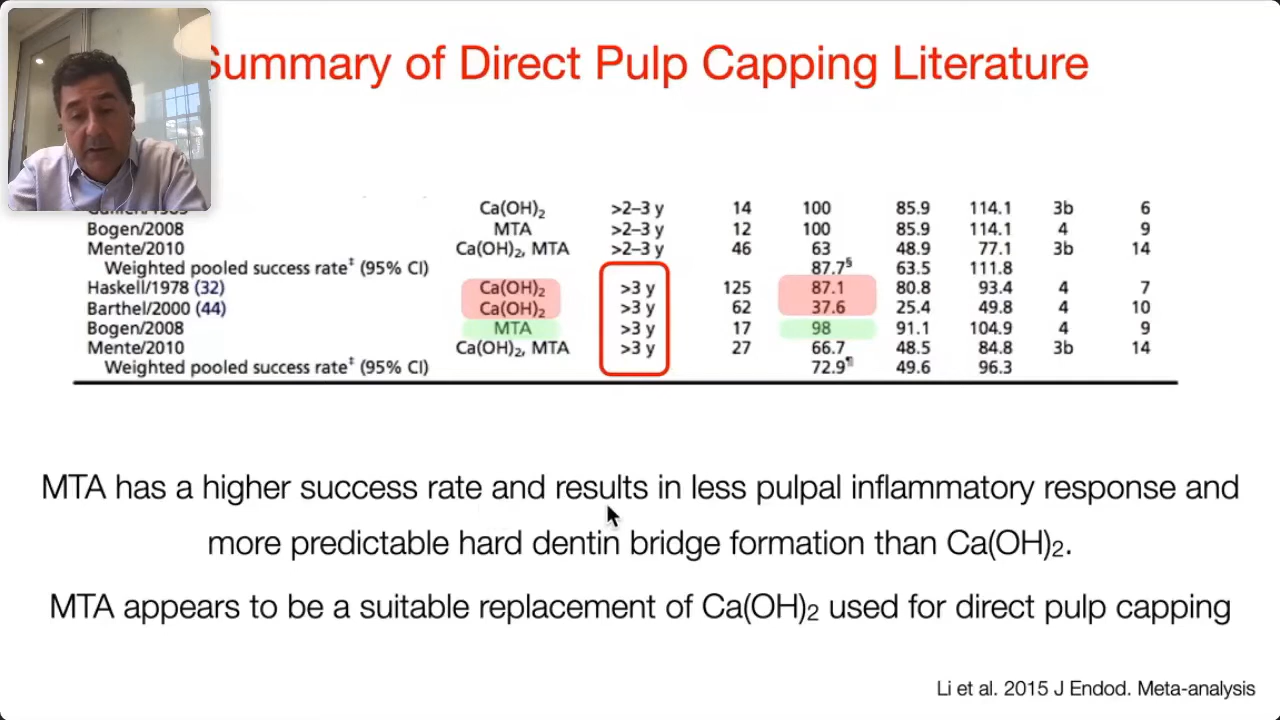 Summary of Direct Pulp Capping Literature
Ca(OH)₂ >2–3 y 14 100 85.9 114.1 3b 6
Bogen/2008 MTA >2–3 y 12 100 85.9 114.1 4 9
Mente/2010 Ca(OH)₂, MTA >2–3 y 46 63 48.9 77.1 3b 14
Weighted pooled success rate‡ (95% CI) 87.7§ 63.5 111.8
Haskell/1978 (32) Ca(OH)₂ >3 y 125 87.1 80.8 93.4 4 7
Barthel/2000 (44) Ca(OH)₂ >3 y 62 37.6 25.4 49.8 4 10
Bogen/2008 MTA >3 y 17 98 91.1 104.9 4 9
Mente/2010 Ca(OH)₂, MTA >3 y 27 66.7 48.5 84.8 3b 14
Weighted pooled success rate‡ (95% CI) 72.9¶ 49.6 96.3
MTA has a higher success rate and results in less pulpal inflammatory response and
more predictable hard dentin bridge formation than Ca(OH)₂.
MTA appears to be a suitable replacement of Ca(OH)₂ used for direct pulp capping
Li et al. 2015 J Endod. Meta-analysis